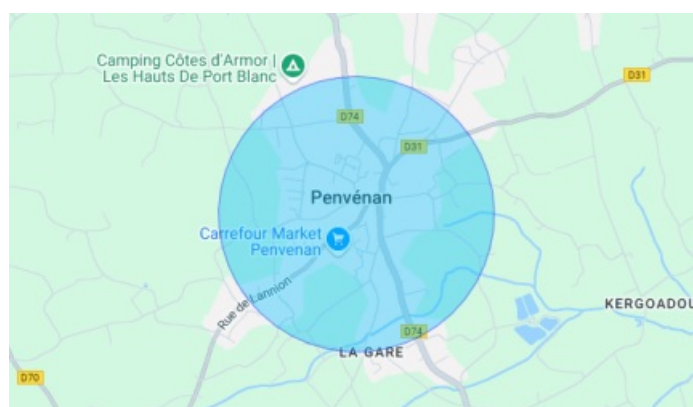 Camping Côtes d'Armor |
Les Hauts De Port Blanc
D31
D74
D31
Penvénan
Carrefour Market
Penvenan
Rue de Lannion
KERGOADOU
D74
LA GARE
D70